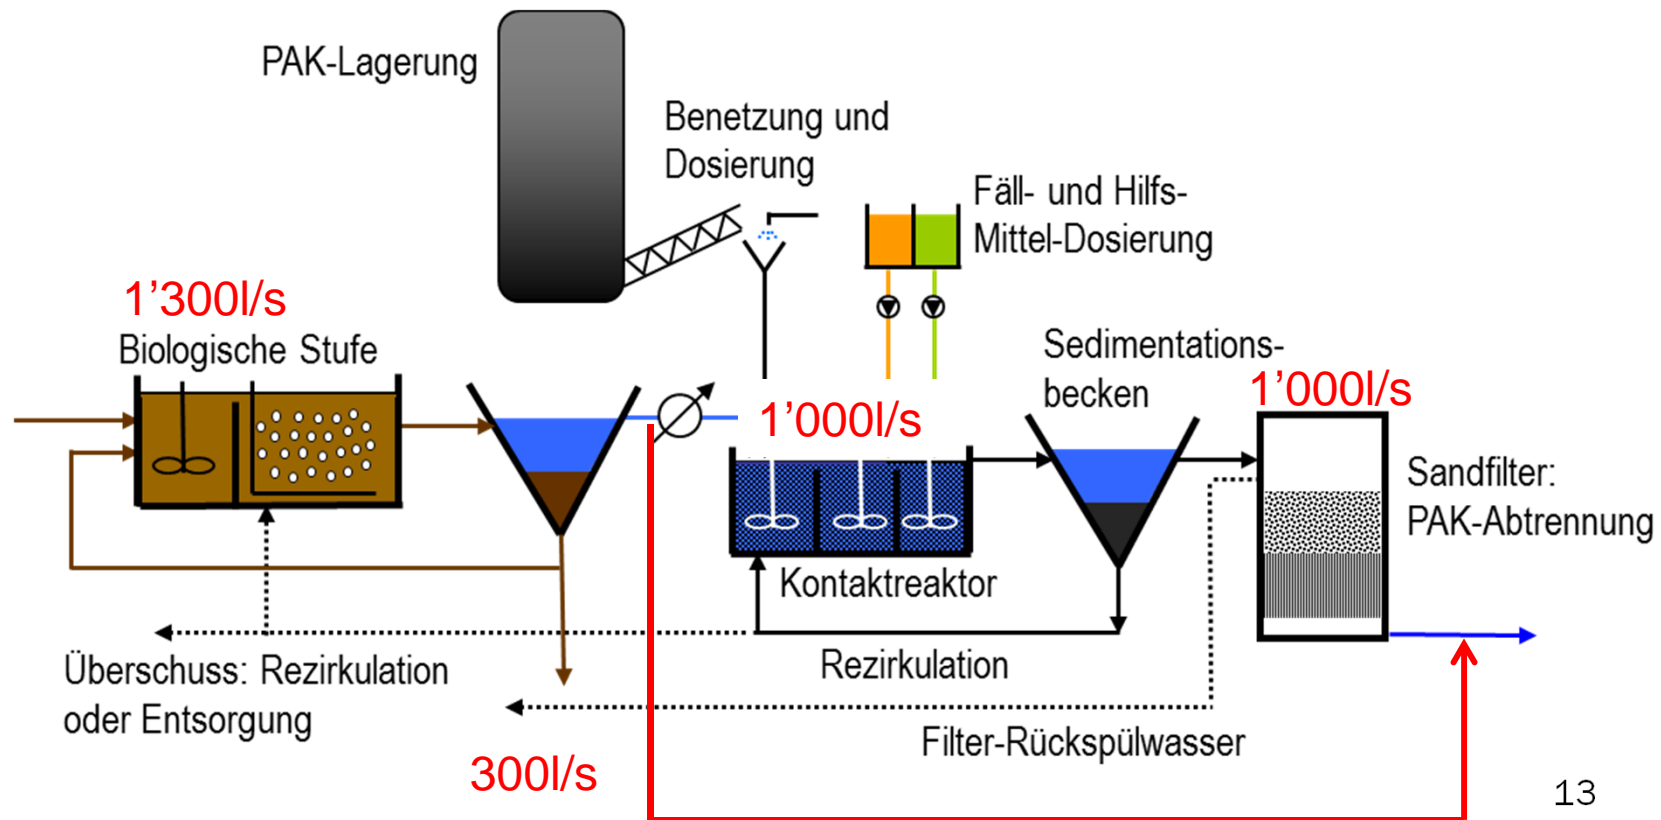 PAK-Lagerung
Benetzung und
Dosierung
Fäll- und Hilfs-
Mittel-Dosierung
1’300l/s
Biologische Stufe
Sedimentations-
becken
1’000l/s
1’000l/s
Sandfilter:
PAK-Abtrennung
Kontaktreaktor
Rezirkulation
Überschuss: Rezirkulation
oder Entsorgung
Filter-Rückspülwasser
300l/s
13